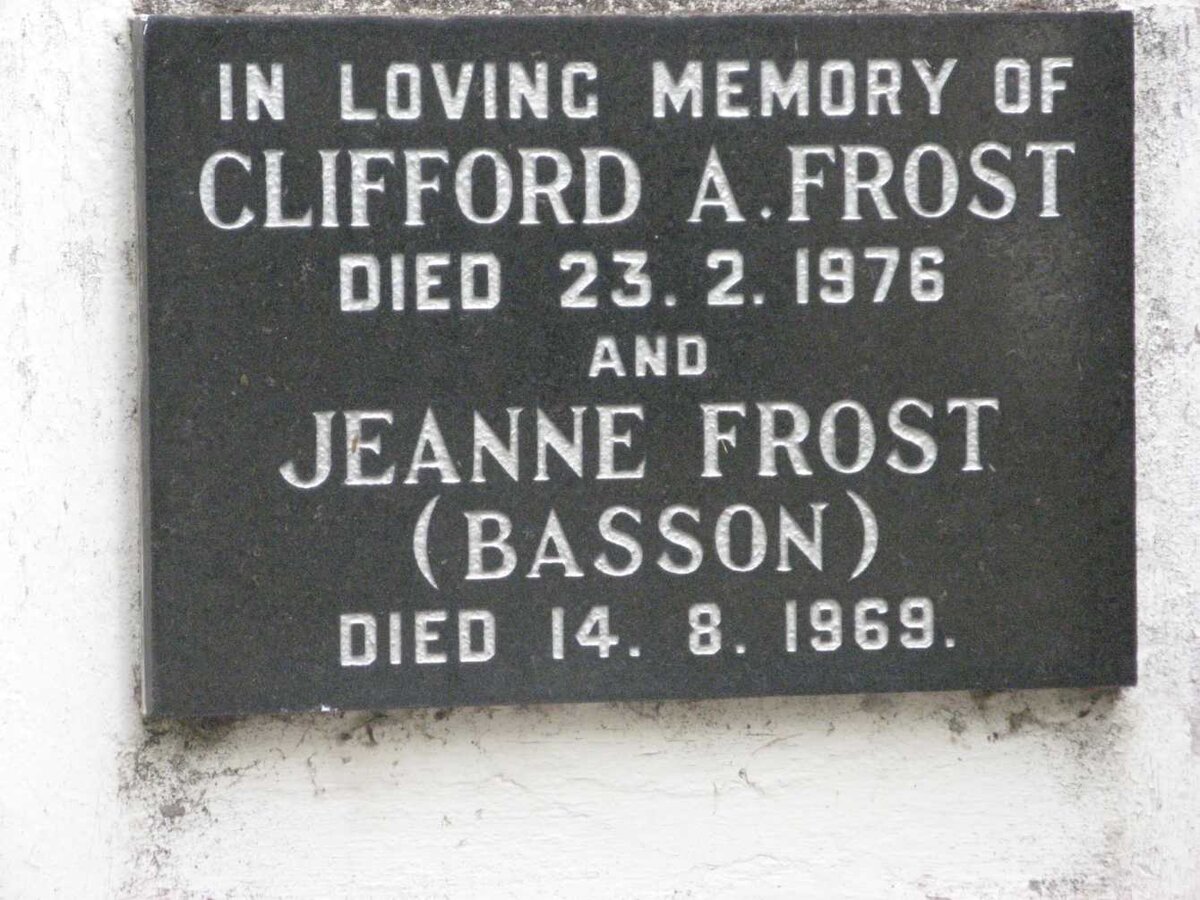 IN LOVING MEMORY OF
CLIFFORD A. FROST
DIED 23. 2. 1976
AND
JEANNE FROST
(BASSON)
DIED 14. 8. 1969.